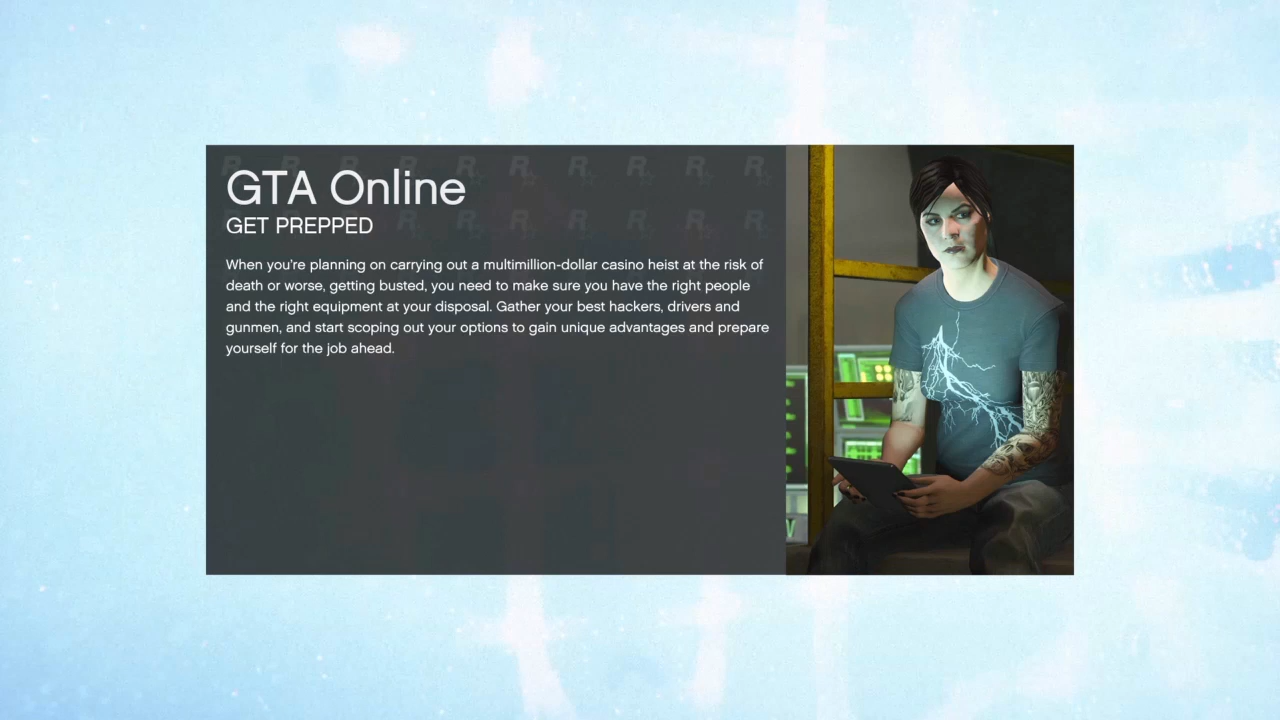 GTA Online
GET PREPPED
When you're planning on carrying out a multimillion-dollar casino heist at the risk of
death or worse, getting busted, you need to make sure you have the right people
and the right equipment at your disposal. Gather your best hackers, drivers and
gunmen, and start scoping out your options to gain unique advantages and prepare
yourself for the job ahead.